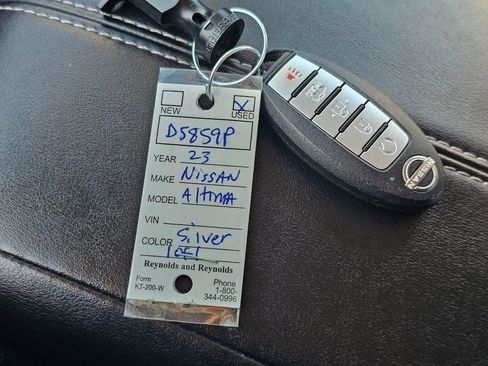 NEW
USED
D5859P
YEAR 23
MAKE Nissan
MODEL Altima
VIN
COLOR Silver
Reynolds and Reynolds
Form
KT-200-W
Phone
1-800-
344-0996
NISSAN